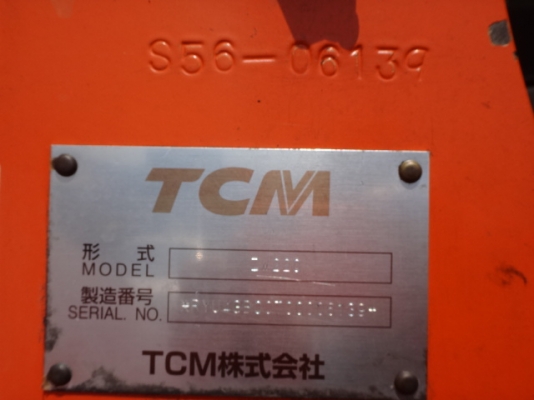 S56-06139
TCM
形 式
MODEL
製造番号
SERIAL. NO.
TCM株式会社